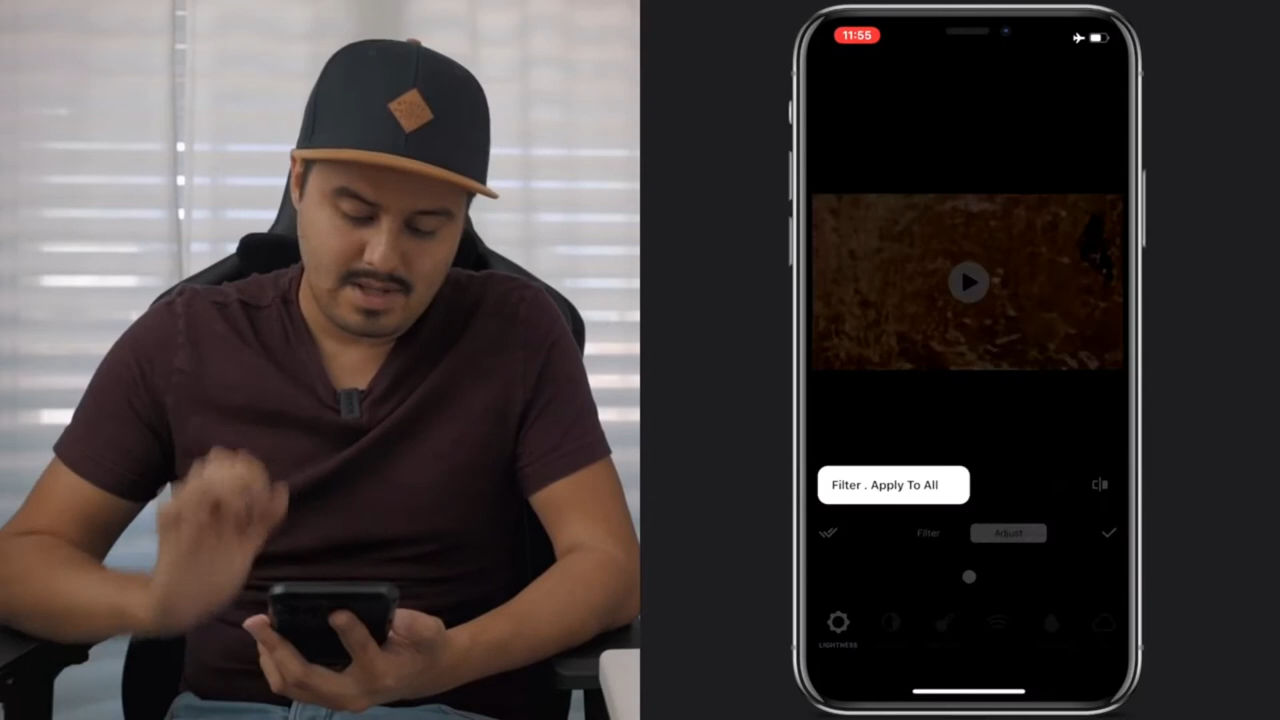 11:55
Filter . Apply To All
Filter
Adjust
LIGHTNESS